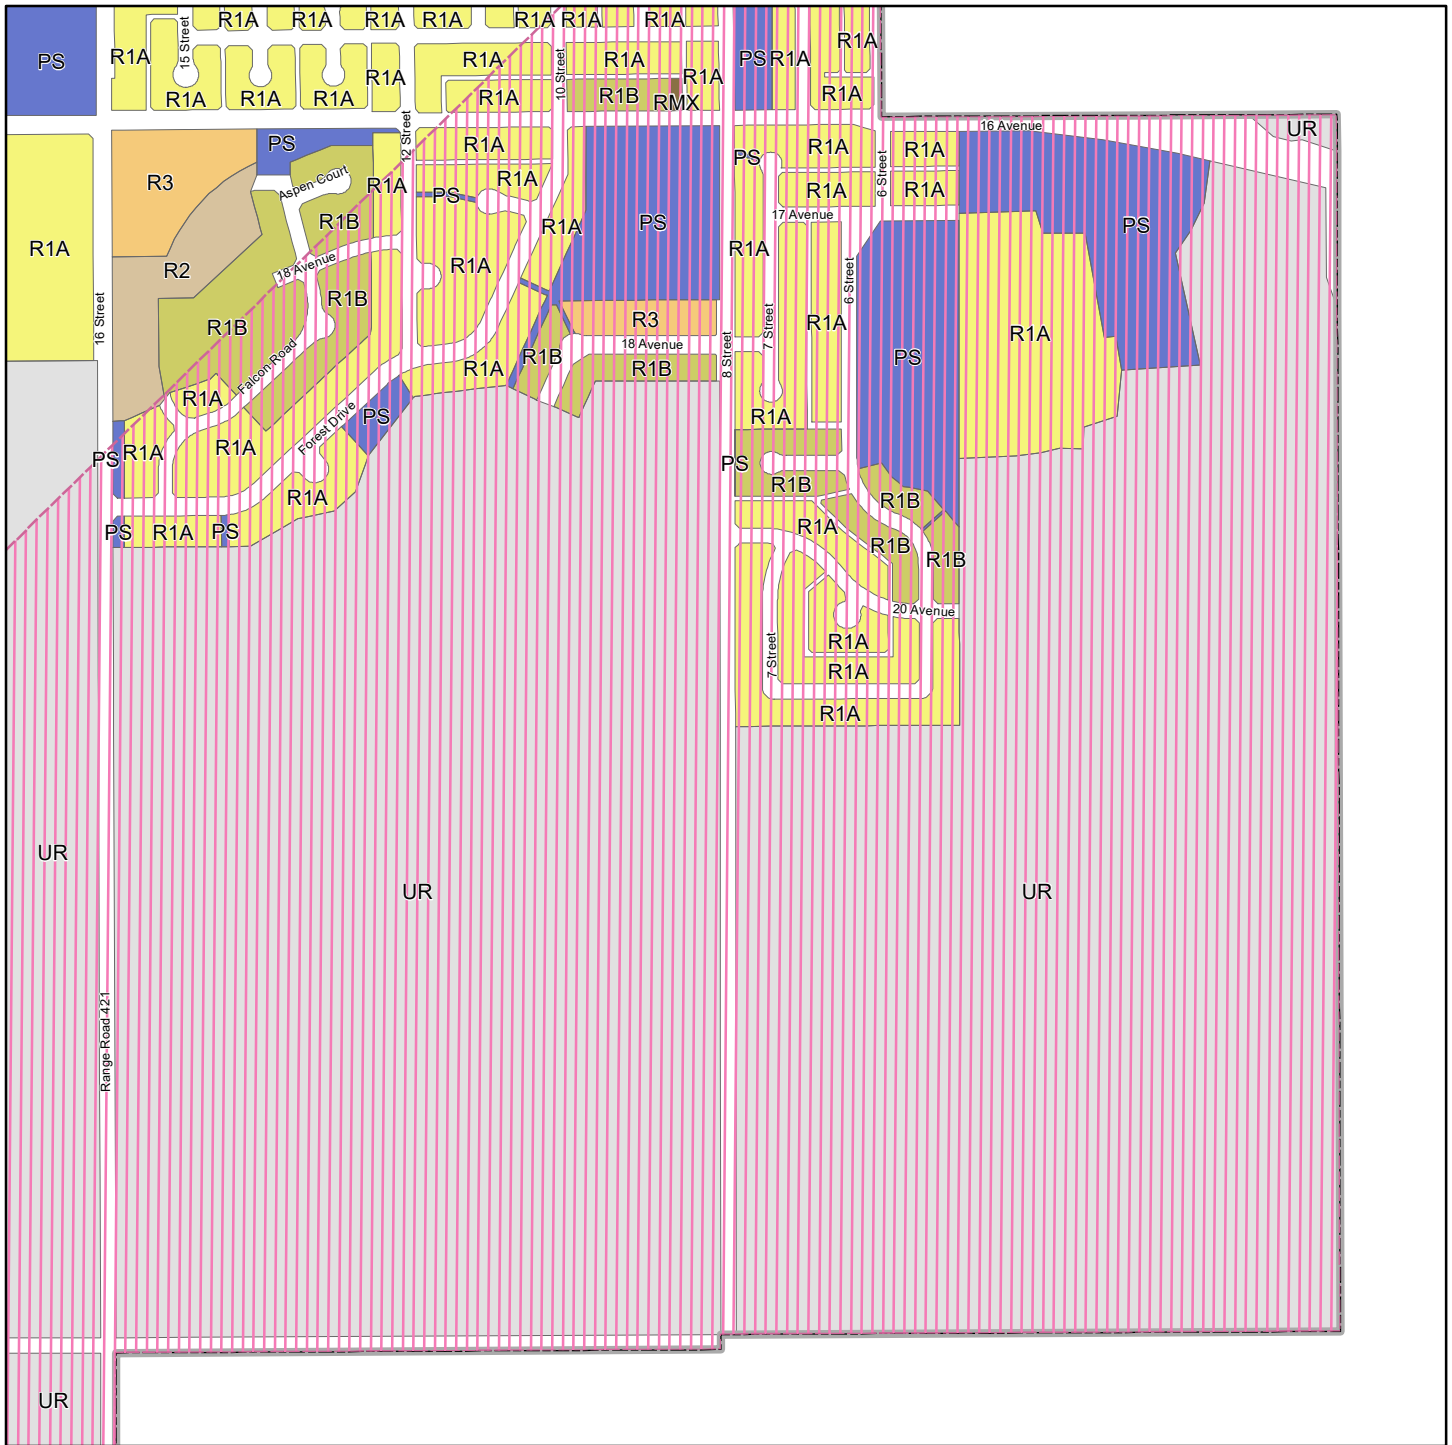 R1A
R1A
R1A
R1A
R1A
R1A
R1A
15 Street
R1A
PS
R1A
R1A
R1A
PS
R1A
R1A
R1A
R1A
10 Street
R1A
R1A
R1A
R1A
R1B
RMX
R1A
12 Street
16 Avenue
UR
PS
R1A
PS
R1A
R1A
R3
Aspen Court
R1A
PS
R1A
R1A
R1A
6 Street
R1B
R1A
PS
17 Avenue
PS
R1A
R2
18 Avenue
R1A
R1A
6 Street
16 Street
R1B
R1B
R3
7 Street
R1A
R1A
18 Avenue
8 Street
R1B
R1A
R1B
PS
Falcon Road
R1A
Forest Drive
PS
R1A
PS
R1A
R1A
PS
R1B
R1A
R1B
PS
R1A
PS
R1A
R1B
R1B
20 Avenue
7 Street
R1A
R1A
R1A
UR
UR
UR
Range Road 421
UR